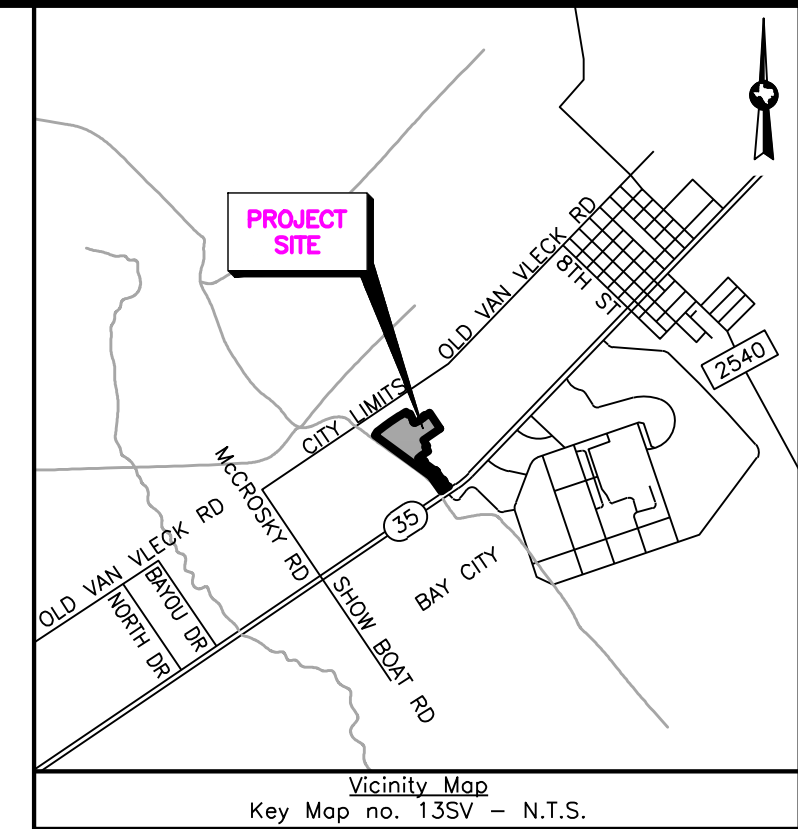 PROJECT
SITE
OLD VAN VLECK RD
8TH ST
2540
CITY LIMITS
McCROSKY RD
35
OLD VAN VLECK RD
BAYOU DR
NORTH DR
BAY CITY
SHOW BOAT RD
Vicinity Map
Key Map no. 13SV – N.T.S.